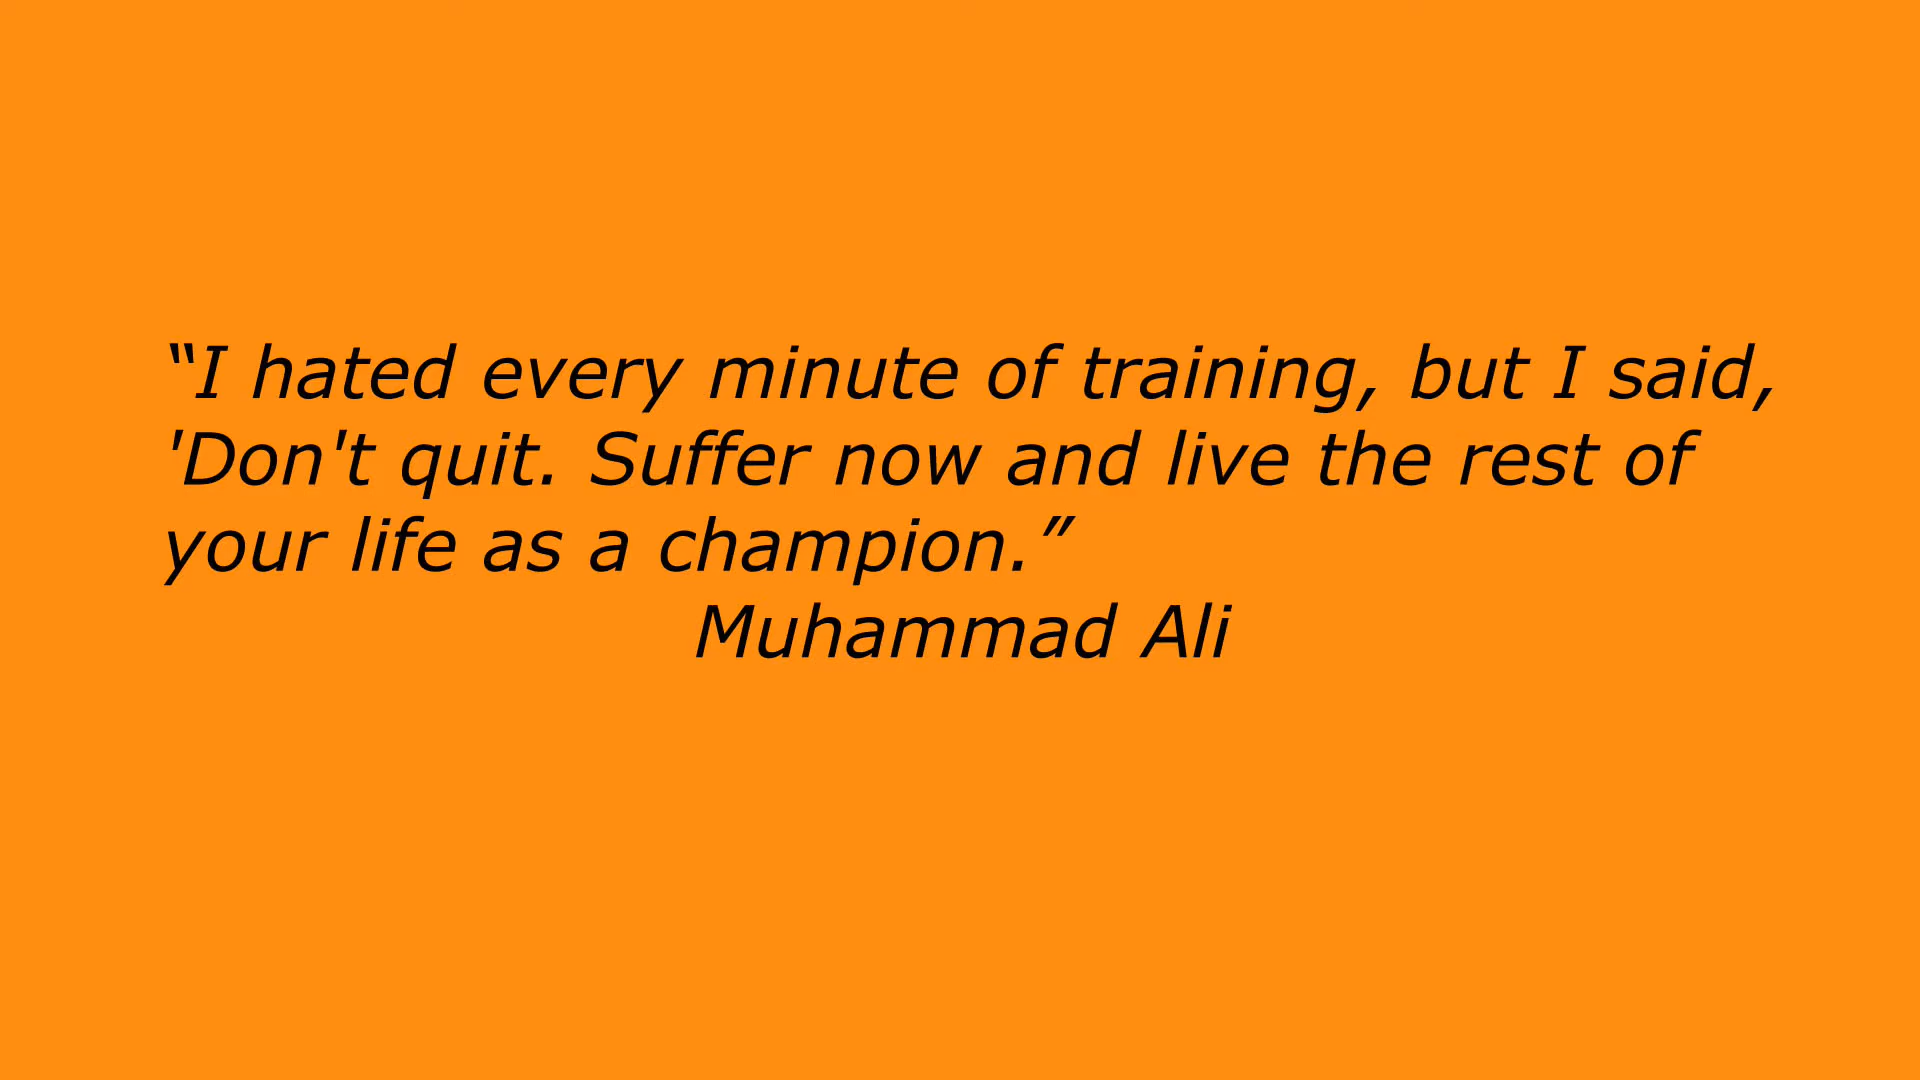 “I hated every minute of training, but I said,
'Don't quit. Suffer now and live the rest of
your life as a champion.”
Muhammad Ali